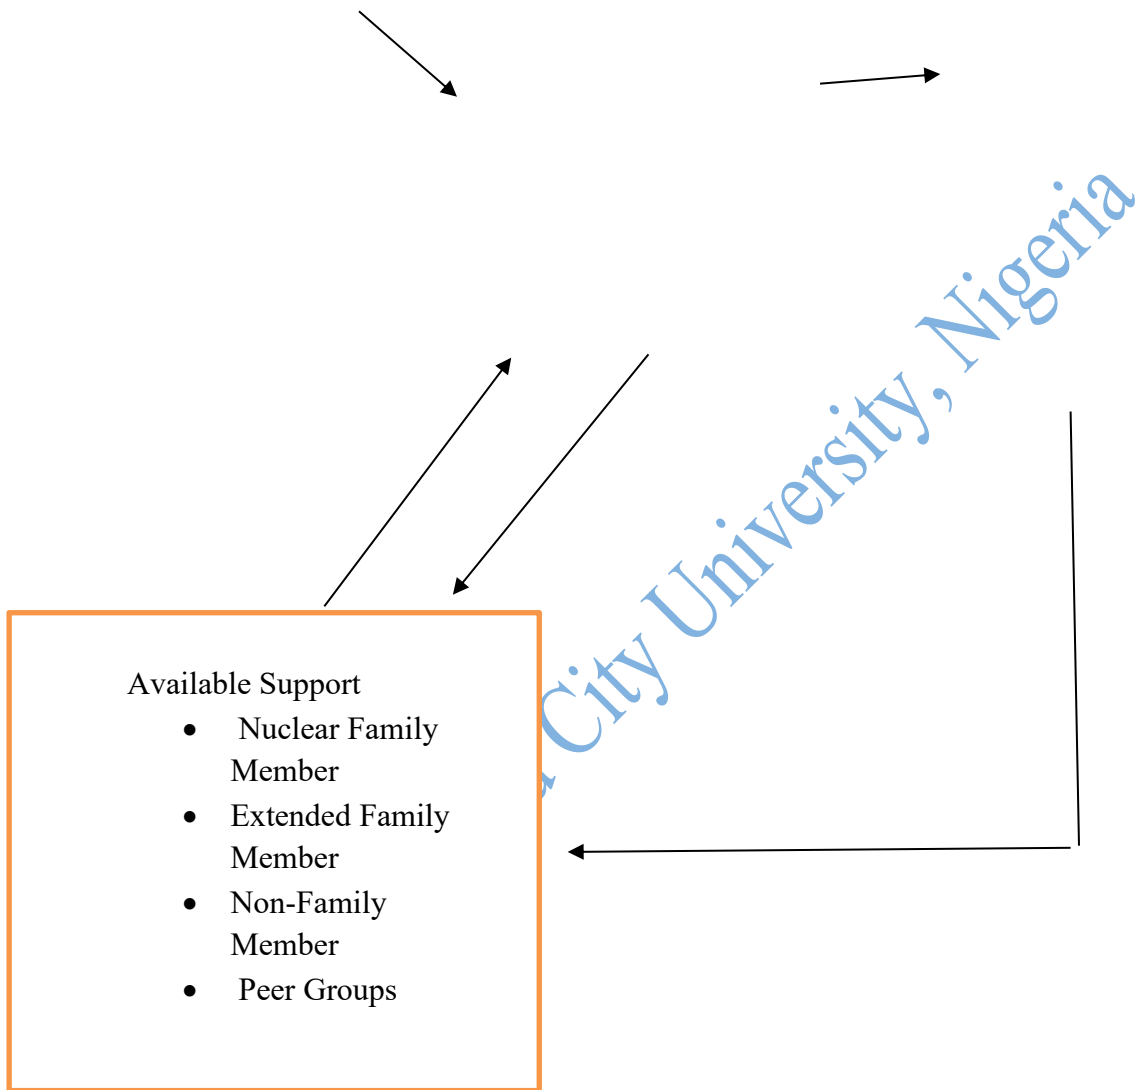 City University, Nigeria
Available Support
• Nuclear Family
Member
• Extended Family
Member
• Non-Family
Member
• Peer Groups